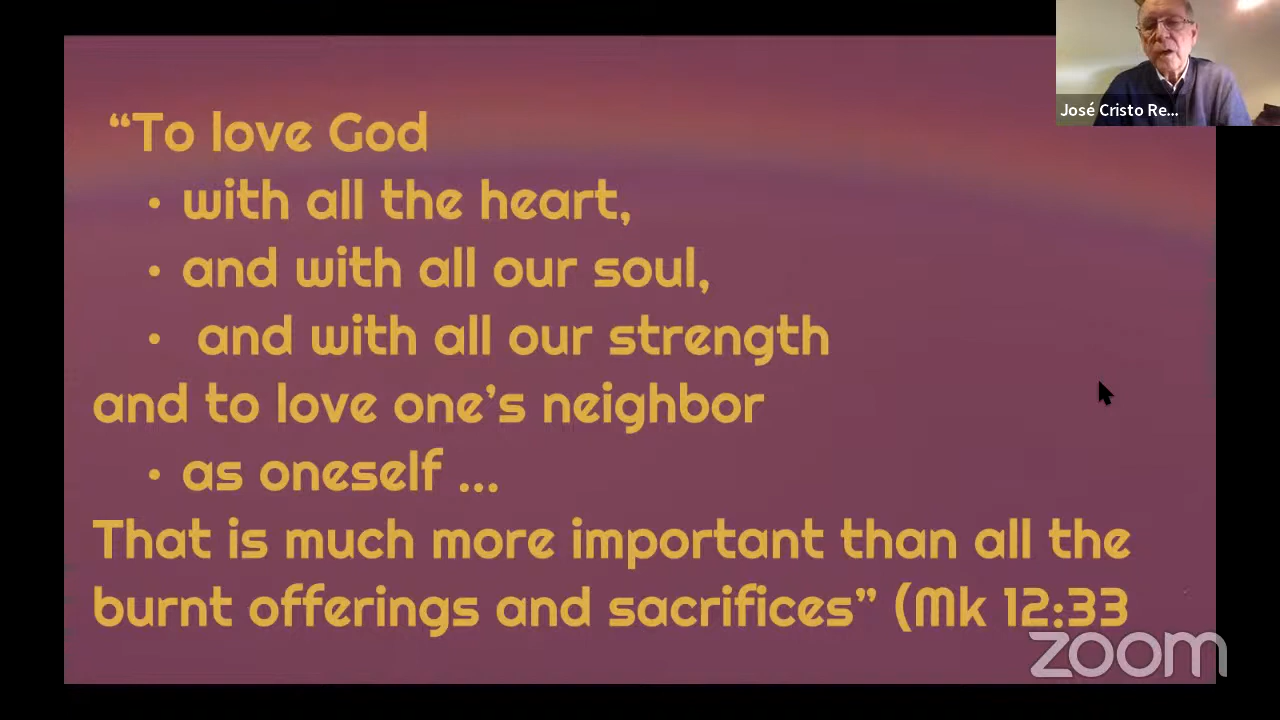 José Cristo Re...
“To love God
• with all the heart,
• and with all our soul,
• and with all our strength
and to love one’s neighbor
• as oneself ...
That is much more important than all the
burnt offerings and sacrifices” (Mk 12:33
zoom